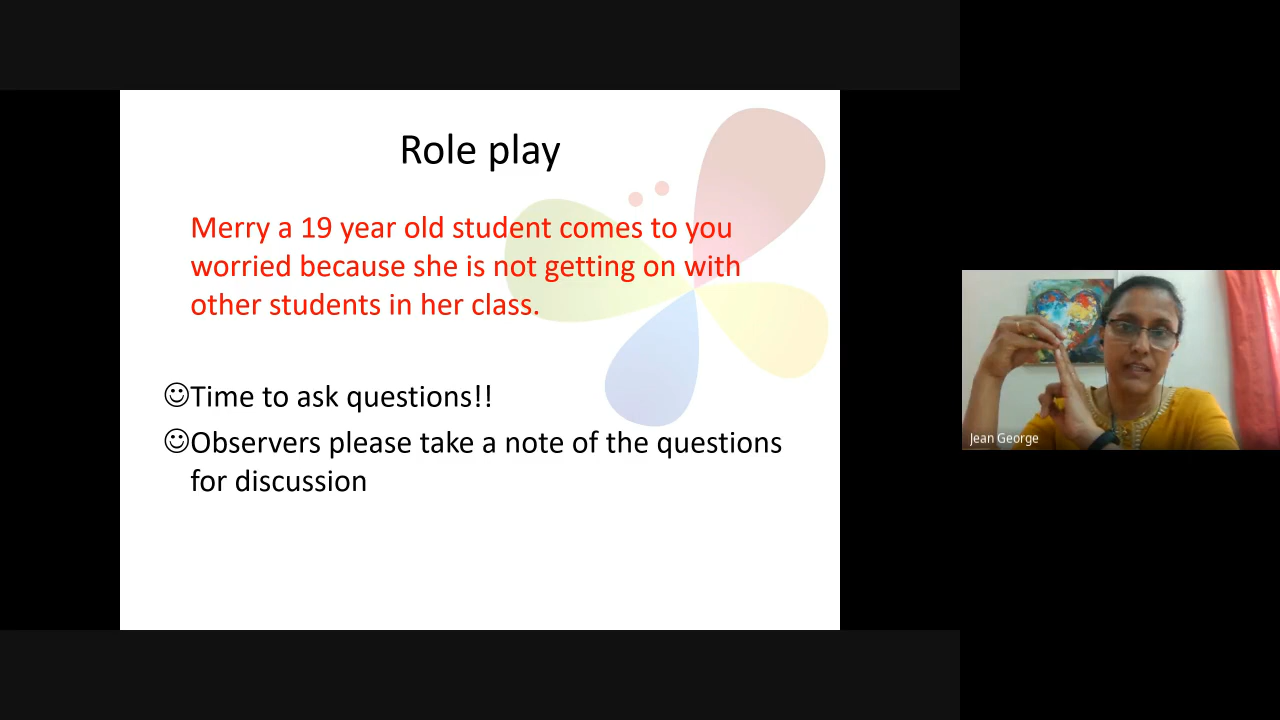 Role play
Merry a 19 year old student comes to you
worried because she is not getting on with
other students in her class.
☺Time to ask questions!!
☺Observers please take a note of the questions
for discussion
Jean George